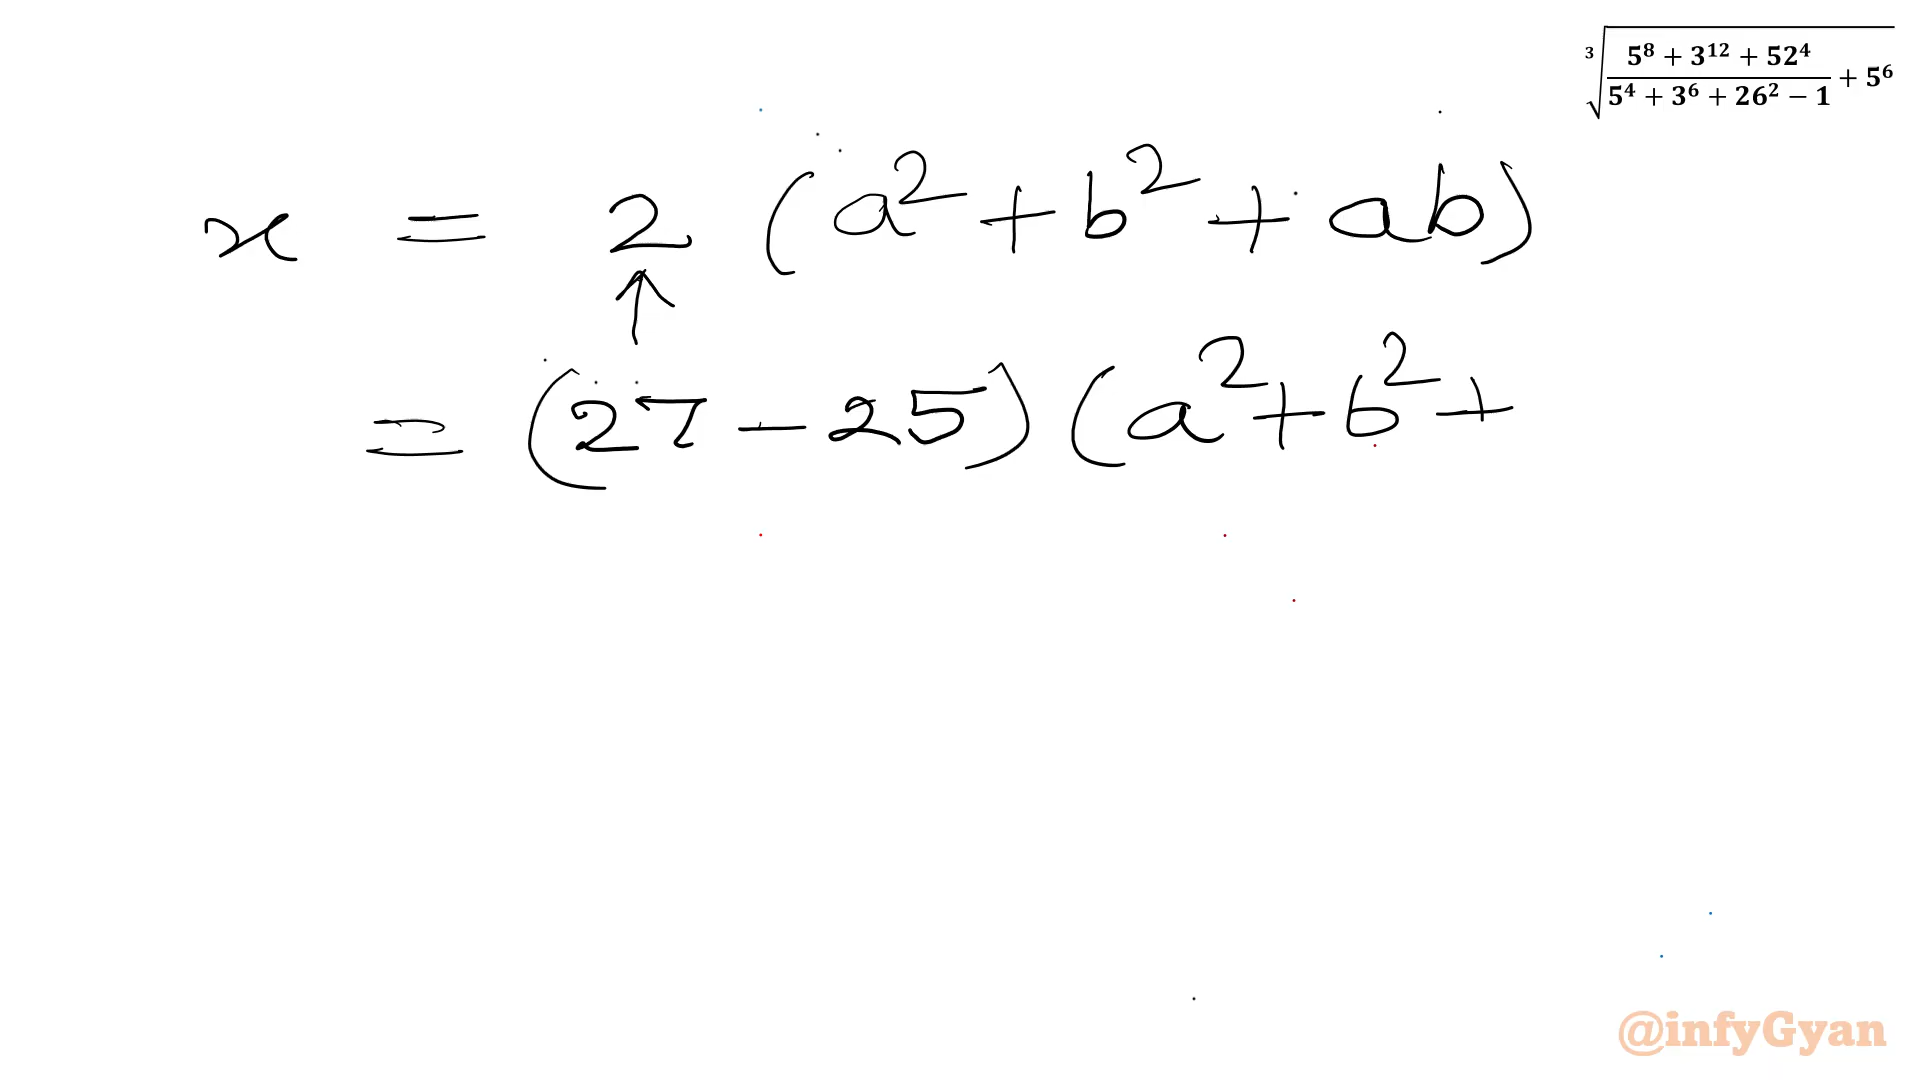 ∛((5⁸ + 3¹² + 52⁴)/(5⁴ + 3⁶ + 26² − 1) + 5⁶)
x = 2 (a² + b² + ab)
↑
= (27 − 25) (a² + b² +
@infyGyan